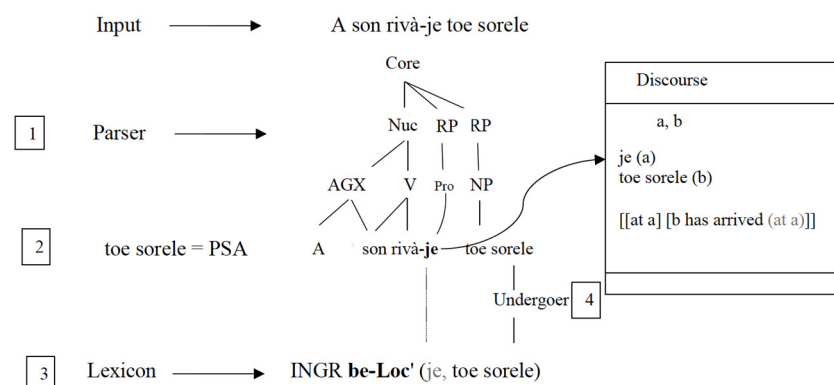 Input A son rivà-je toe sorele
Core
Discourse
a, b
1 Parser Nuc RP RP
je (a)
toe sorele (b)
AGX V Pro NP
[[at a] [b has arrived (at a)]]
2 toe sorele = PSA A son rivà-je toe sorele
Undergoer 4
3 Lexicon INGR be-Loc' (je, toe sorele)